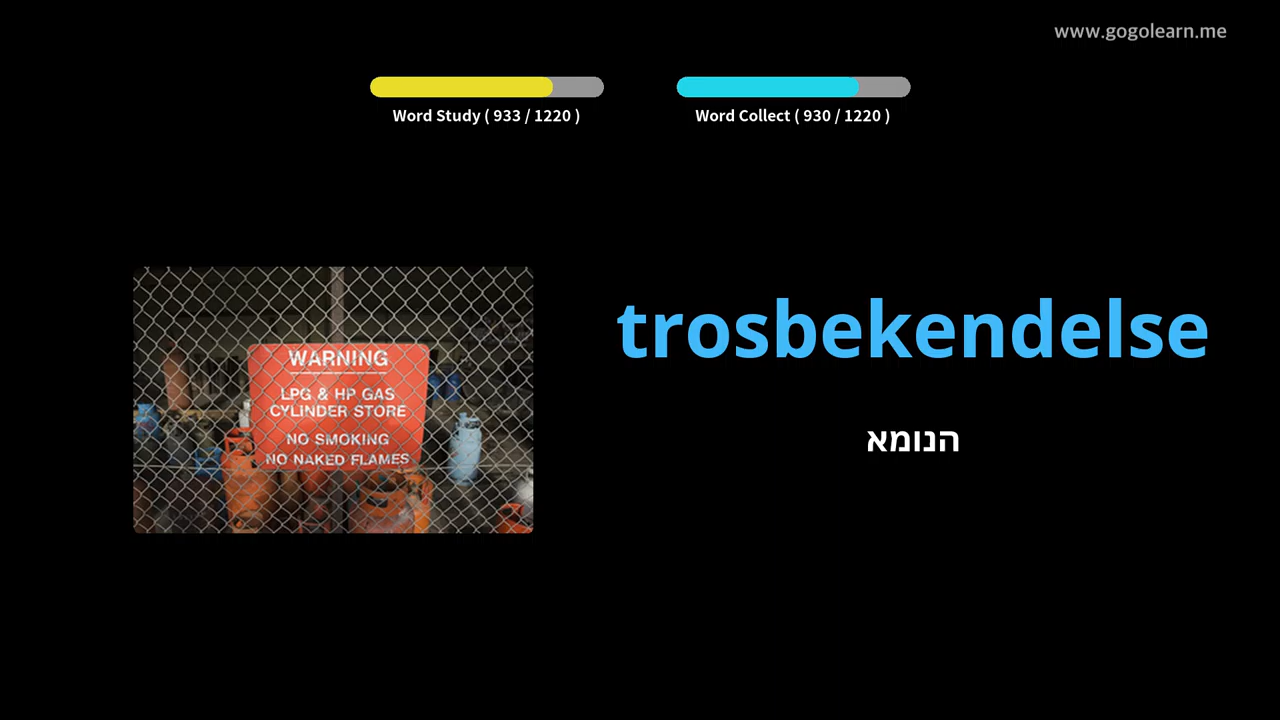 www.gogolearn.me
Word Study ( 933 / 1220 )
Word Collect ( 930 / 1220 )
WARNING
LPG & HP GAS
CYLINDER STORE
NO SMOKING
NO NAKED FLAMES
trosbekendelse
הנומא